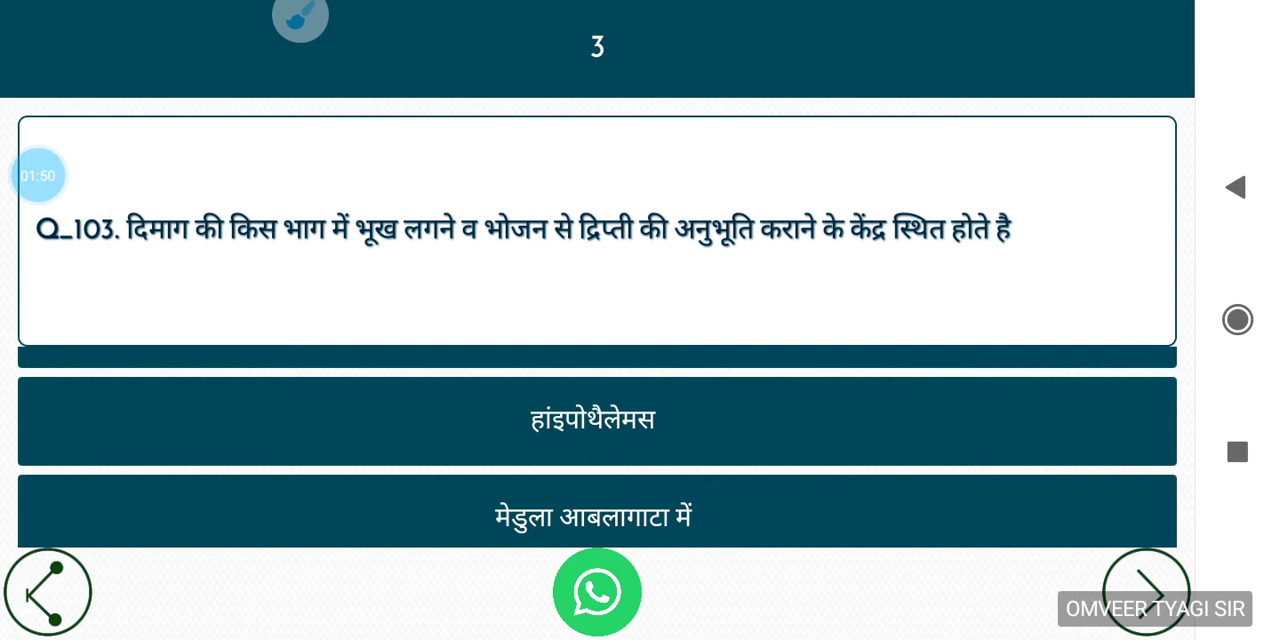 3
01:50
Q_103. दिमाग की किस भाग में भूख लगने व भोजन से द्रिप्ती की अनुभूति कराने के केंद्र स्थित होते है
हांइपोथैलेमस
मेडुला आबलागाटा में
OMVEER TYAGI SIR